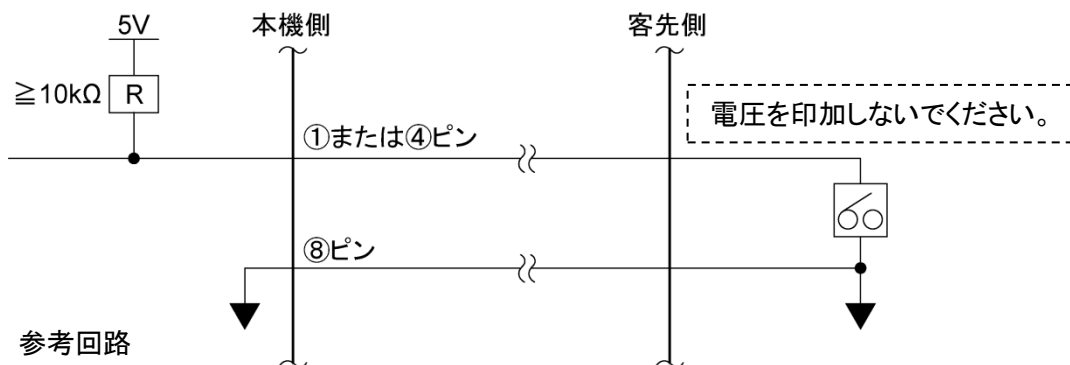 5V
本機側
客先側
≧10kΩ
R
電圧を印加しないでください。
①または④ピン
⑧ピン
参考回路